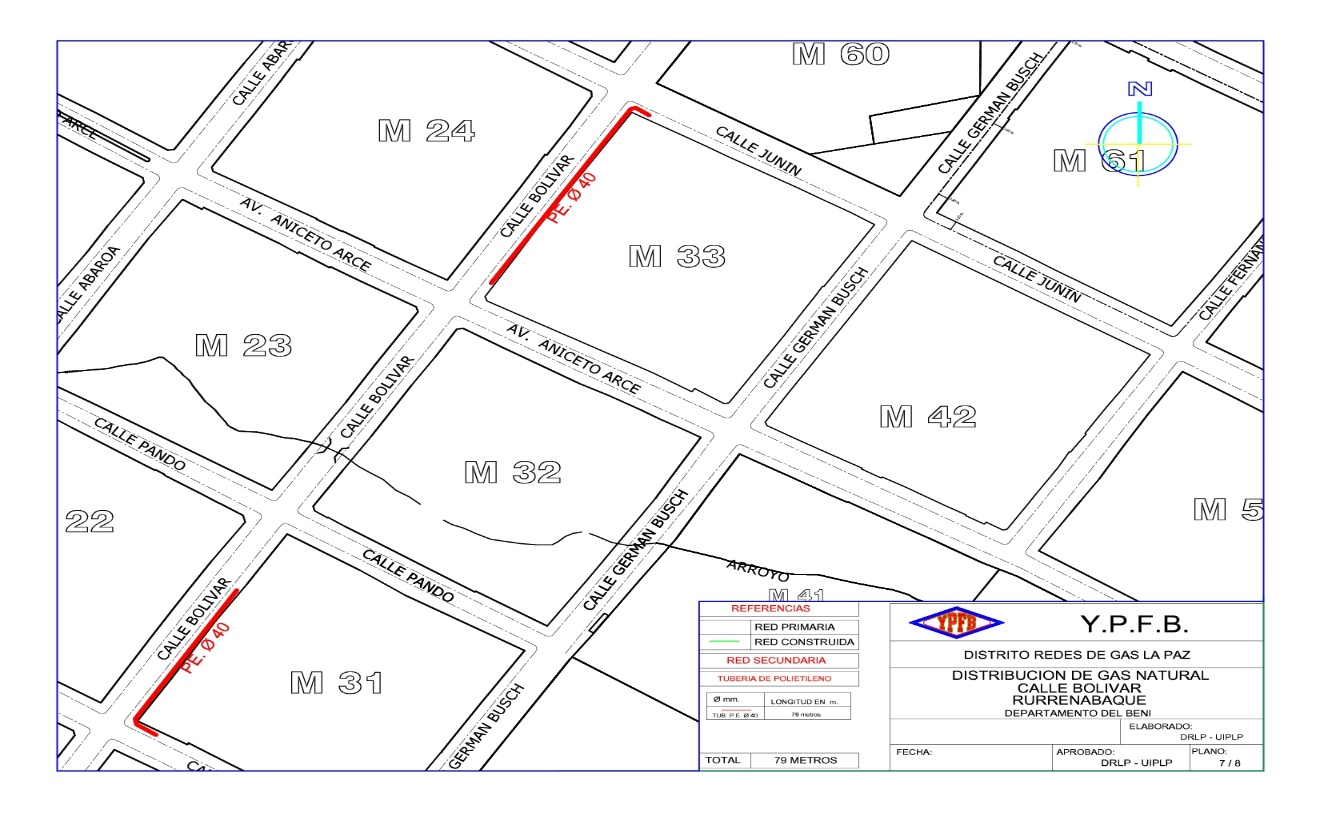 M 60
CALLE ABAR
M 24
CALLE JUNIN
CALLE GERMAN BUSCH
N
M 61
ARCE
CALLE BOLIVAR
PE. Ø 40
AV. ANICETO ARCE
M 33
CALLE JUNIN
CALLE FERNAN
ALLE ABAROA
M 23
AV. ANICETO ARCE
CALLE GERMAN BUSCH
CALLE BOLIVAR
M 42
CALLE PANDO
M 32
22
M 5
CALLE GERMAN BUSCH
CALLE PANDO
ARROYO
M 41
CALLE BOLIVAR
PE. Ø 40
M 31
GERMAN BUSCH
CA
REFERENCIAS
RED PRIMARIA
RED CONSTRUIDA
RED SECUNDARIA
TUBERIA DE POLIETILENO
Ø mm. LONGITUD EN m.
TUB. P.E. Ø 40 79 metros
TOTAL 79 METROS
YPFB Y.P.F.B.
DISTRITO REDES DE GAS LA PAZ
DISTRIBUCION DE GAS NATURAL
CALLE BOLIVAR
RURRENABAQUE
DEPARTAMENTO DEL BENI
ELABORADO:
DRLP - UIPLP
FECHA: APROBADO: PLANO:
DRLP - UIPLP 7 / 8